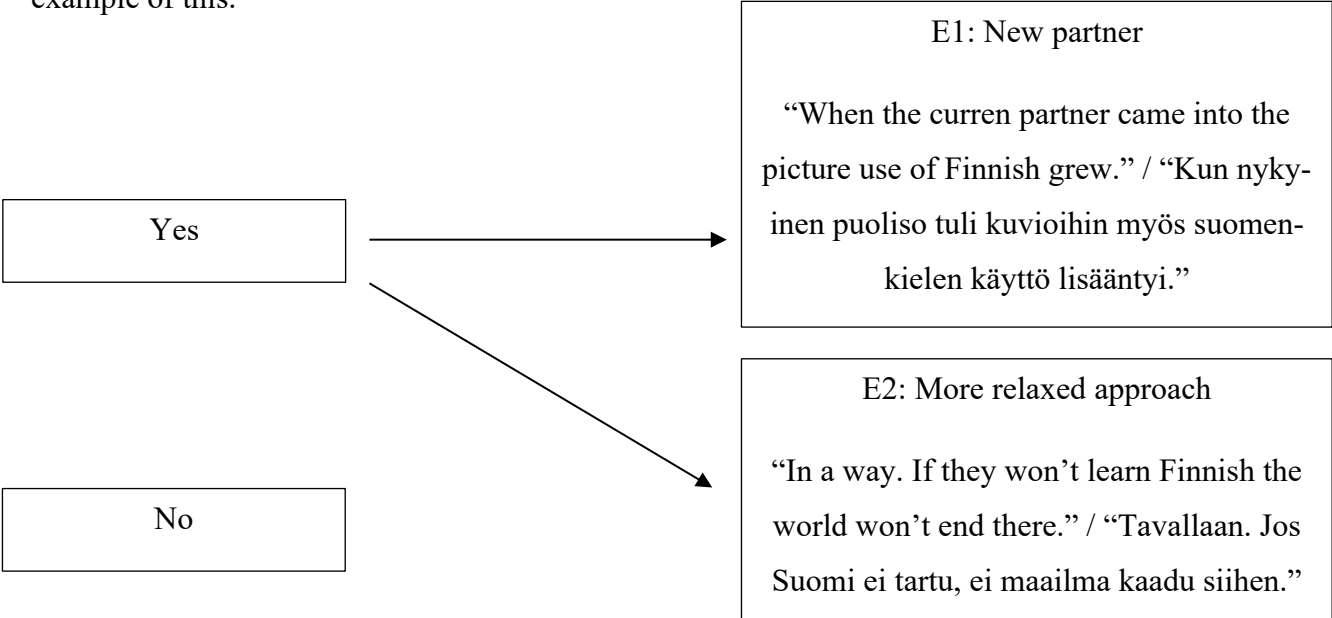 example of this.
E1: New partner
“When the curren partner came into the
picture use of Finnish grew.” / “Kun nyky-
inen puoliso tuli kuvioihin myös suomen-
kielen käyttö lisääntyi.”
Yes
E2: More relaxed approach
“In a way. If they won’t learn Finnish the
world won’t end there.” / “Tavallaan. Jos
Suomi ei tartu, ei maailma kaadu siihen.”
No